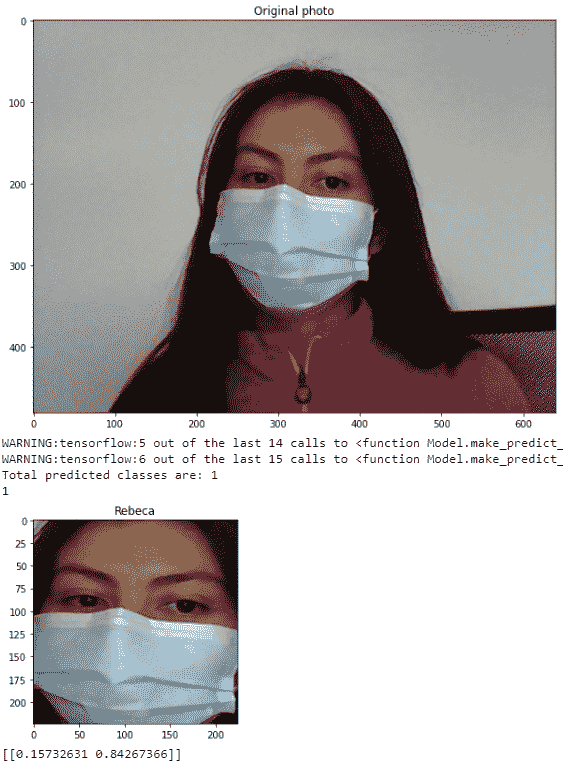 Original photo
0
100
200
300
400
0 100 200 300 400 500 600
WARNING:tensorflow:5 out of the last 14 calls to <function Model.make_predict_
WARNING:tensorflow:6 out of the last 15 calls to <function Model.make_predict_
Total predicted classes are: 1
1
Rebeca
0
25
50
75
100
125
150
175
200
0 50 100 150 200
[[0.15732631 0.84267366]]